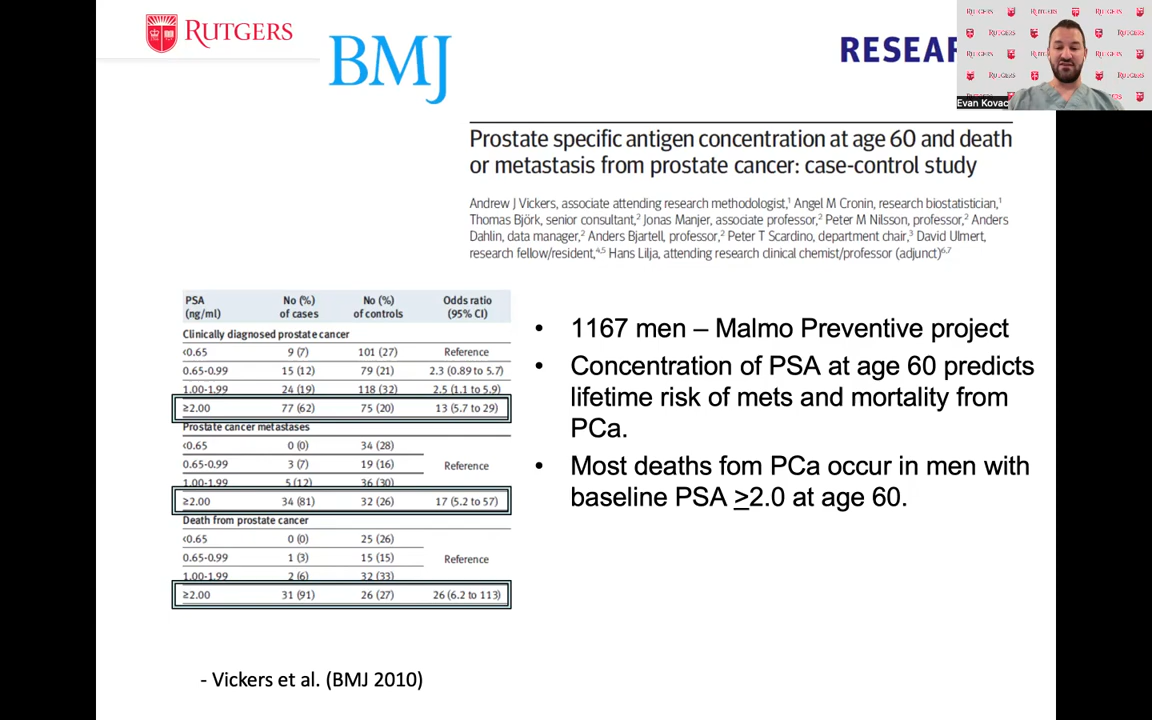 RUTGERS
BMJ
RESEAR
Evan Kovac
Prostate specific antigen concentration at age 60 and death
or metastasis from prostate cancer: case-control study
Andrew J Vickers, associate attending research methodologist,1 Angel M Cronin, research biostatistician,1
Thomas Björk, senior consultant,2 Jonas Manjer, associate professor,2 Peter M Nilsson, professor,2 Anders
Dahlin, data manager,2 Anders Bjartell, professor,2 Peter T Scardino, department chair,3 David Ulmert,
research fellow/resident,4,5 Hans Lilja, attending research clinical chemist/professor (adjunct)6,7
PSA No (%) No (%) Odds ratio
(ng/ml) of cases of controls (95% CI)
Clinically diagnosed prostate cancer
<0.65 9 (7) 101 (27) Reference
0.65-0.99 15 (12) 79 (21) 2.3 (0.89 to 5.7)
1.00-1.99 24 (19) 118 (32) 2.5 (1.1 to 5.9)
≥2.00 77 (62) 75 (20) 13 (5.7 to 29)
Prostate cancer metastases
<0.65 0 (0) 34 (28)
0.65-0.99 3 (7) 19 (16) Reference
1.00-1.99 5 (12) 36 (30)
≥2.00 34 (81) 32 (26) 17 (5.2 to 57)
Death from prostate cancer
<0.65 0 (0) 25 (26)
0.65-0.99 1 (3) 15 (15) Reference
1.00-1.99 2 (6) 32 (33)
≥2.00 31 (91) 26 (27) 26 (6.2 to 113)
• 1167 men – Malmo Preventive project
• Concentration of PSA at age 60 predicts
lifetime risk of mets and mortality from
PCa.
• Most deaths fom PCa occur in men with
baseline PSA >2.0 at age 60.
- Vickers et al. (BMJ 2010)